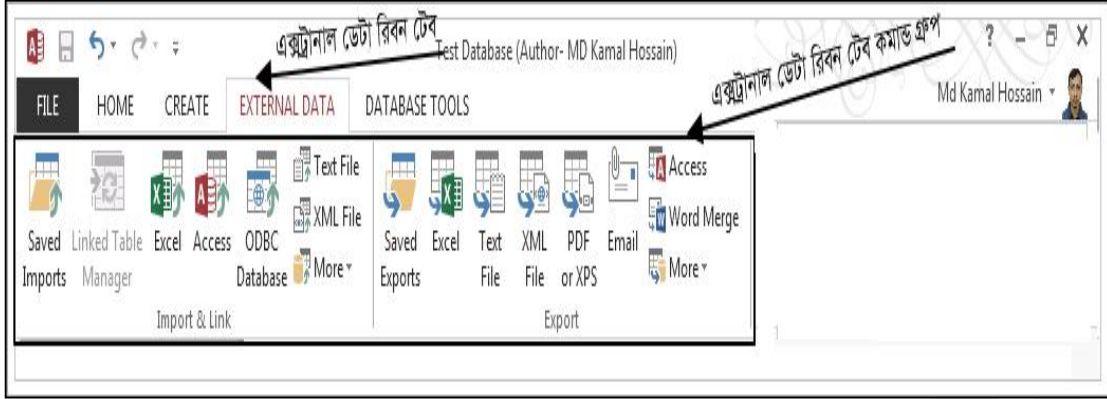 এক্সট্রানাল ডেটা রিবন টেব
Test Database (Author- MD Kamal Hossain)
এক্সট্রানাল ডেটা রিবন টেব কমান্ড গ্রুপ
? – X
FILE HOME CREATE EXTERNAL DATA DATABASE TOOLS
Md Kamal Hossain
Saved Imports
Linked Table Manager
Excel
Access
ODBC Database
Text File
XML File
More
Import & Link
Saved Exports
Excel
Text File
XML File
PDF or XPS
Email
Access
Word Merge
More
Export